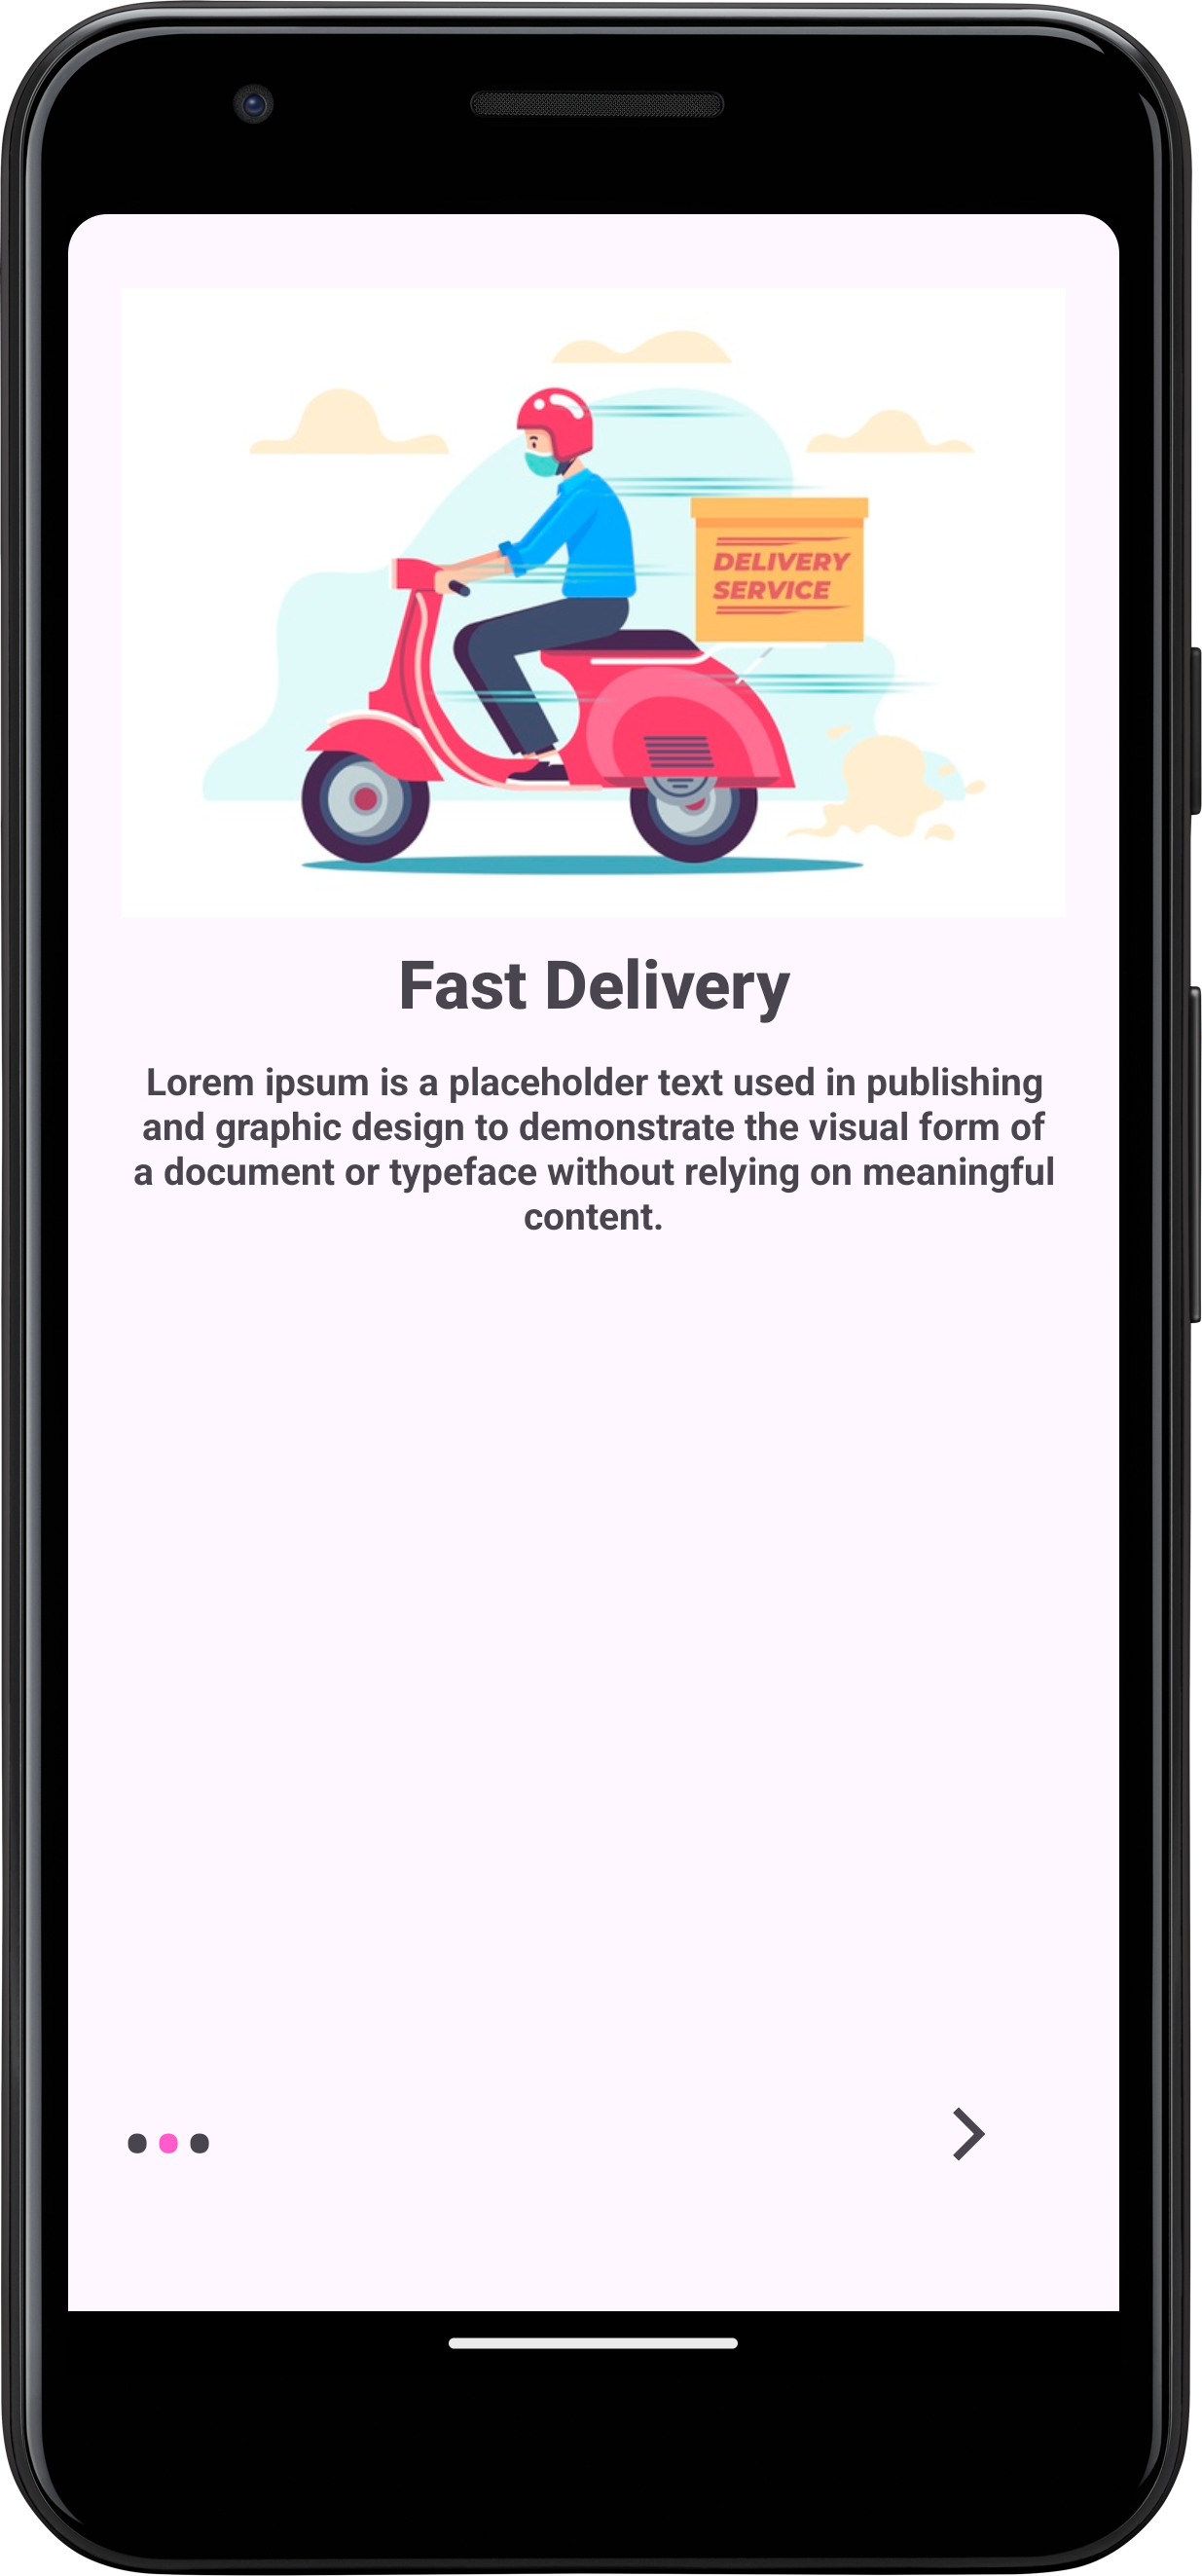 DELIVERY
SERVICE
Fast Delivery
Lorem ipsum is a placeholder text used in publishing
and graphic design to demonstrate the visual form of
a document or typeface without relying on meaningful
content.